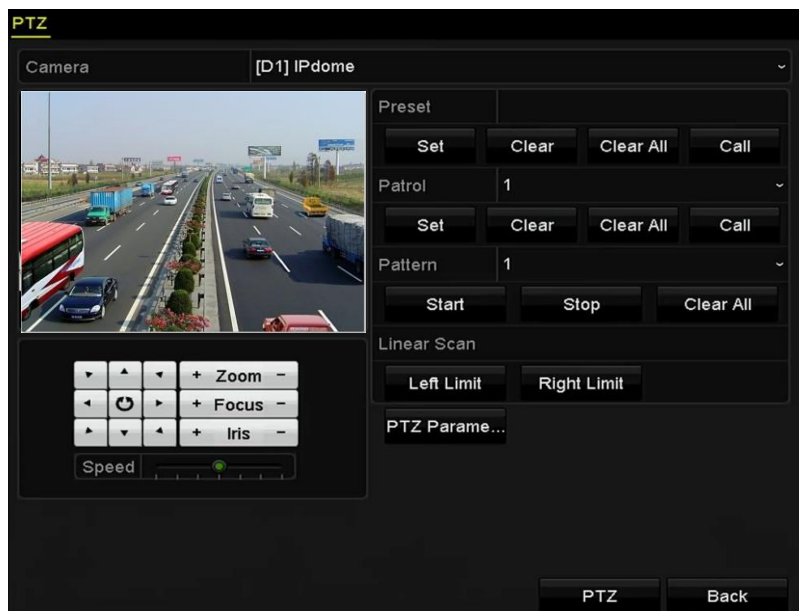 PTZ
Camera [D1] IPdome
Preset
Set Clear Clear All Call
Patrol 1
Set Clear Clear All Call
Pattern 1
Start Stop Clear All
Linear Scan
Left Limit Right Limit
PTZ Parame...
+ Zoom -
+ Focus -
+ Iris -
Speed
PTZ Back